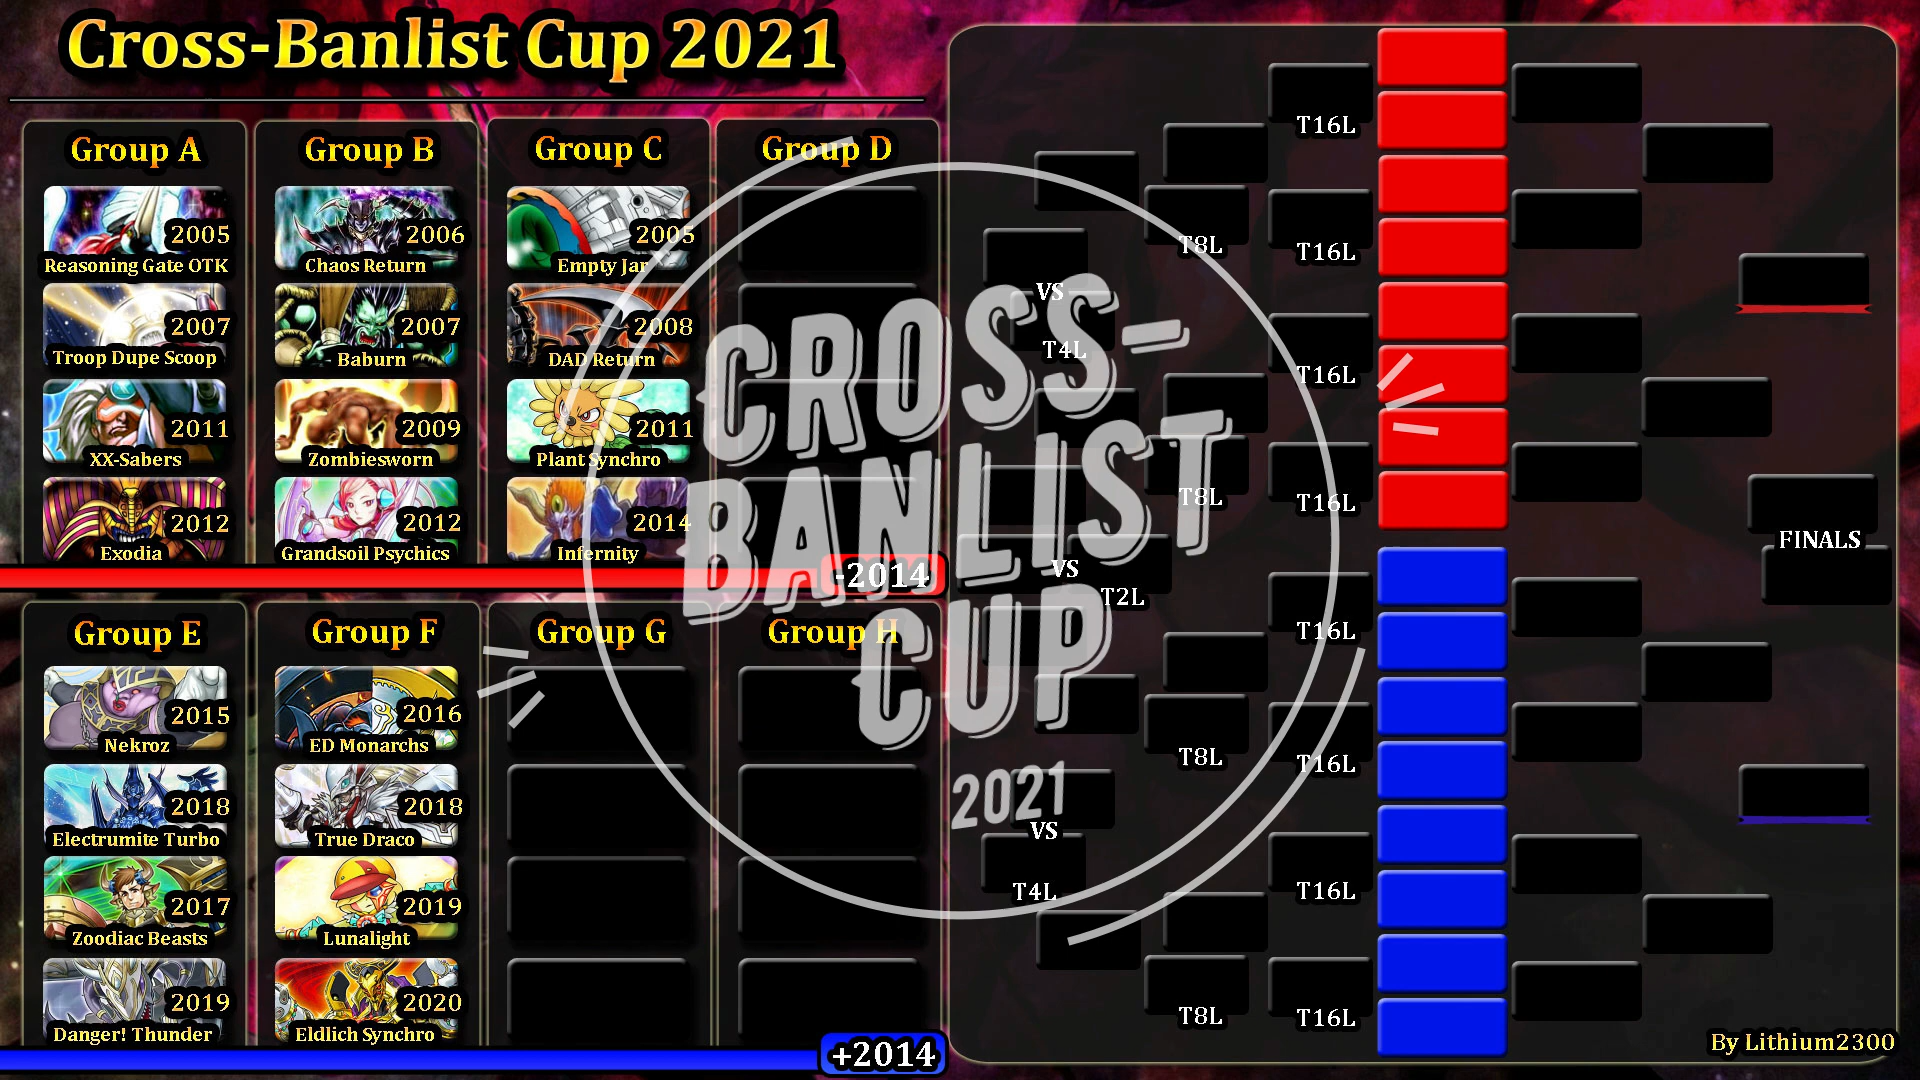 Cross-Banlist Cup 2021
Group A
2005
Reasoning Gate OTK
2007
Troop Dupe Scoop
2011
XX-Sabers
2012
Exodia
Group B
2006
Chaos Return
2007
- Baburn
2009
Zombiesworn
2012
Grandsoil Psychics
Group C
2005
Empty Jar
2008
DAD Return
2011
Plant Synchro
2014
Infernity
Group D
-2014
Group E
2015
Nekroz
2018
Electrumite Turbo
2017
Zoodiac Beasts
2019
Danger! Thunder
Group F
2016
ED Monarchs
2018
True Draco
2019
Lunalight
2020
Eldlich Synchro
Group G
Group H
+2014
CROSS-
BANLIST
CUP
2021
VS
T4L
VS
T2L
VS
T4L
T8L
T8L
T8L
T8L
T16L
T16L
T16L
T16L
T16L
T16L
T16L
T16L
FINALS
By Lithium2300